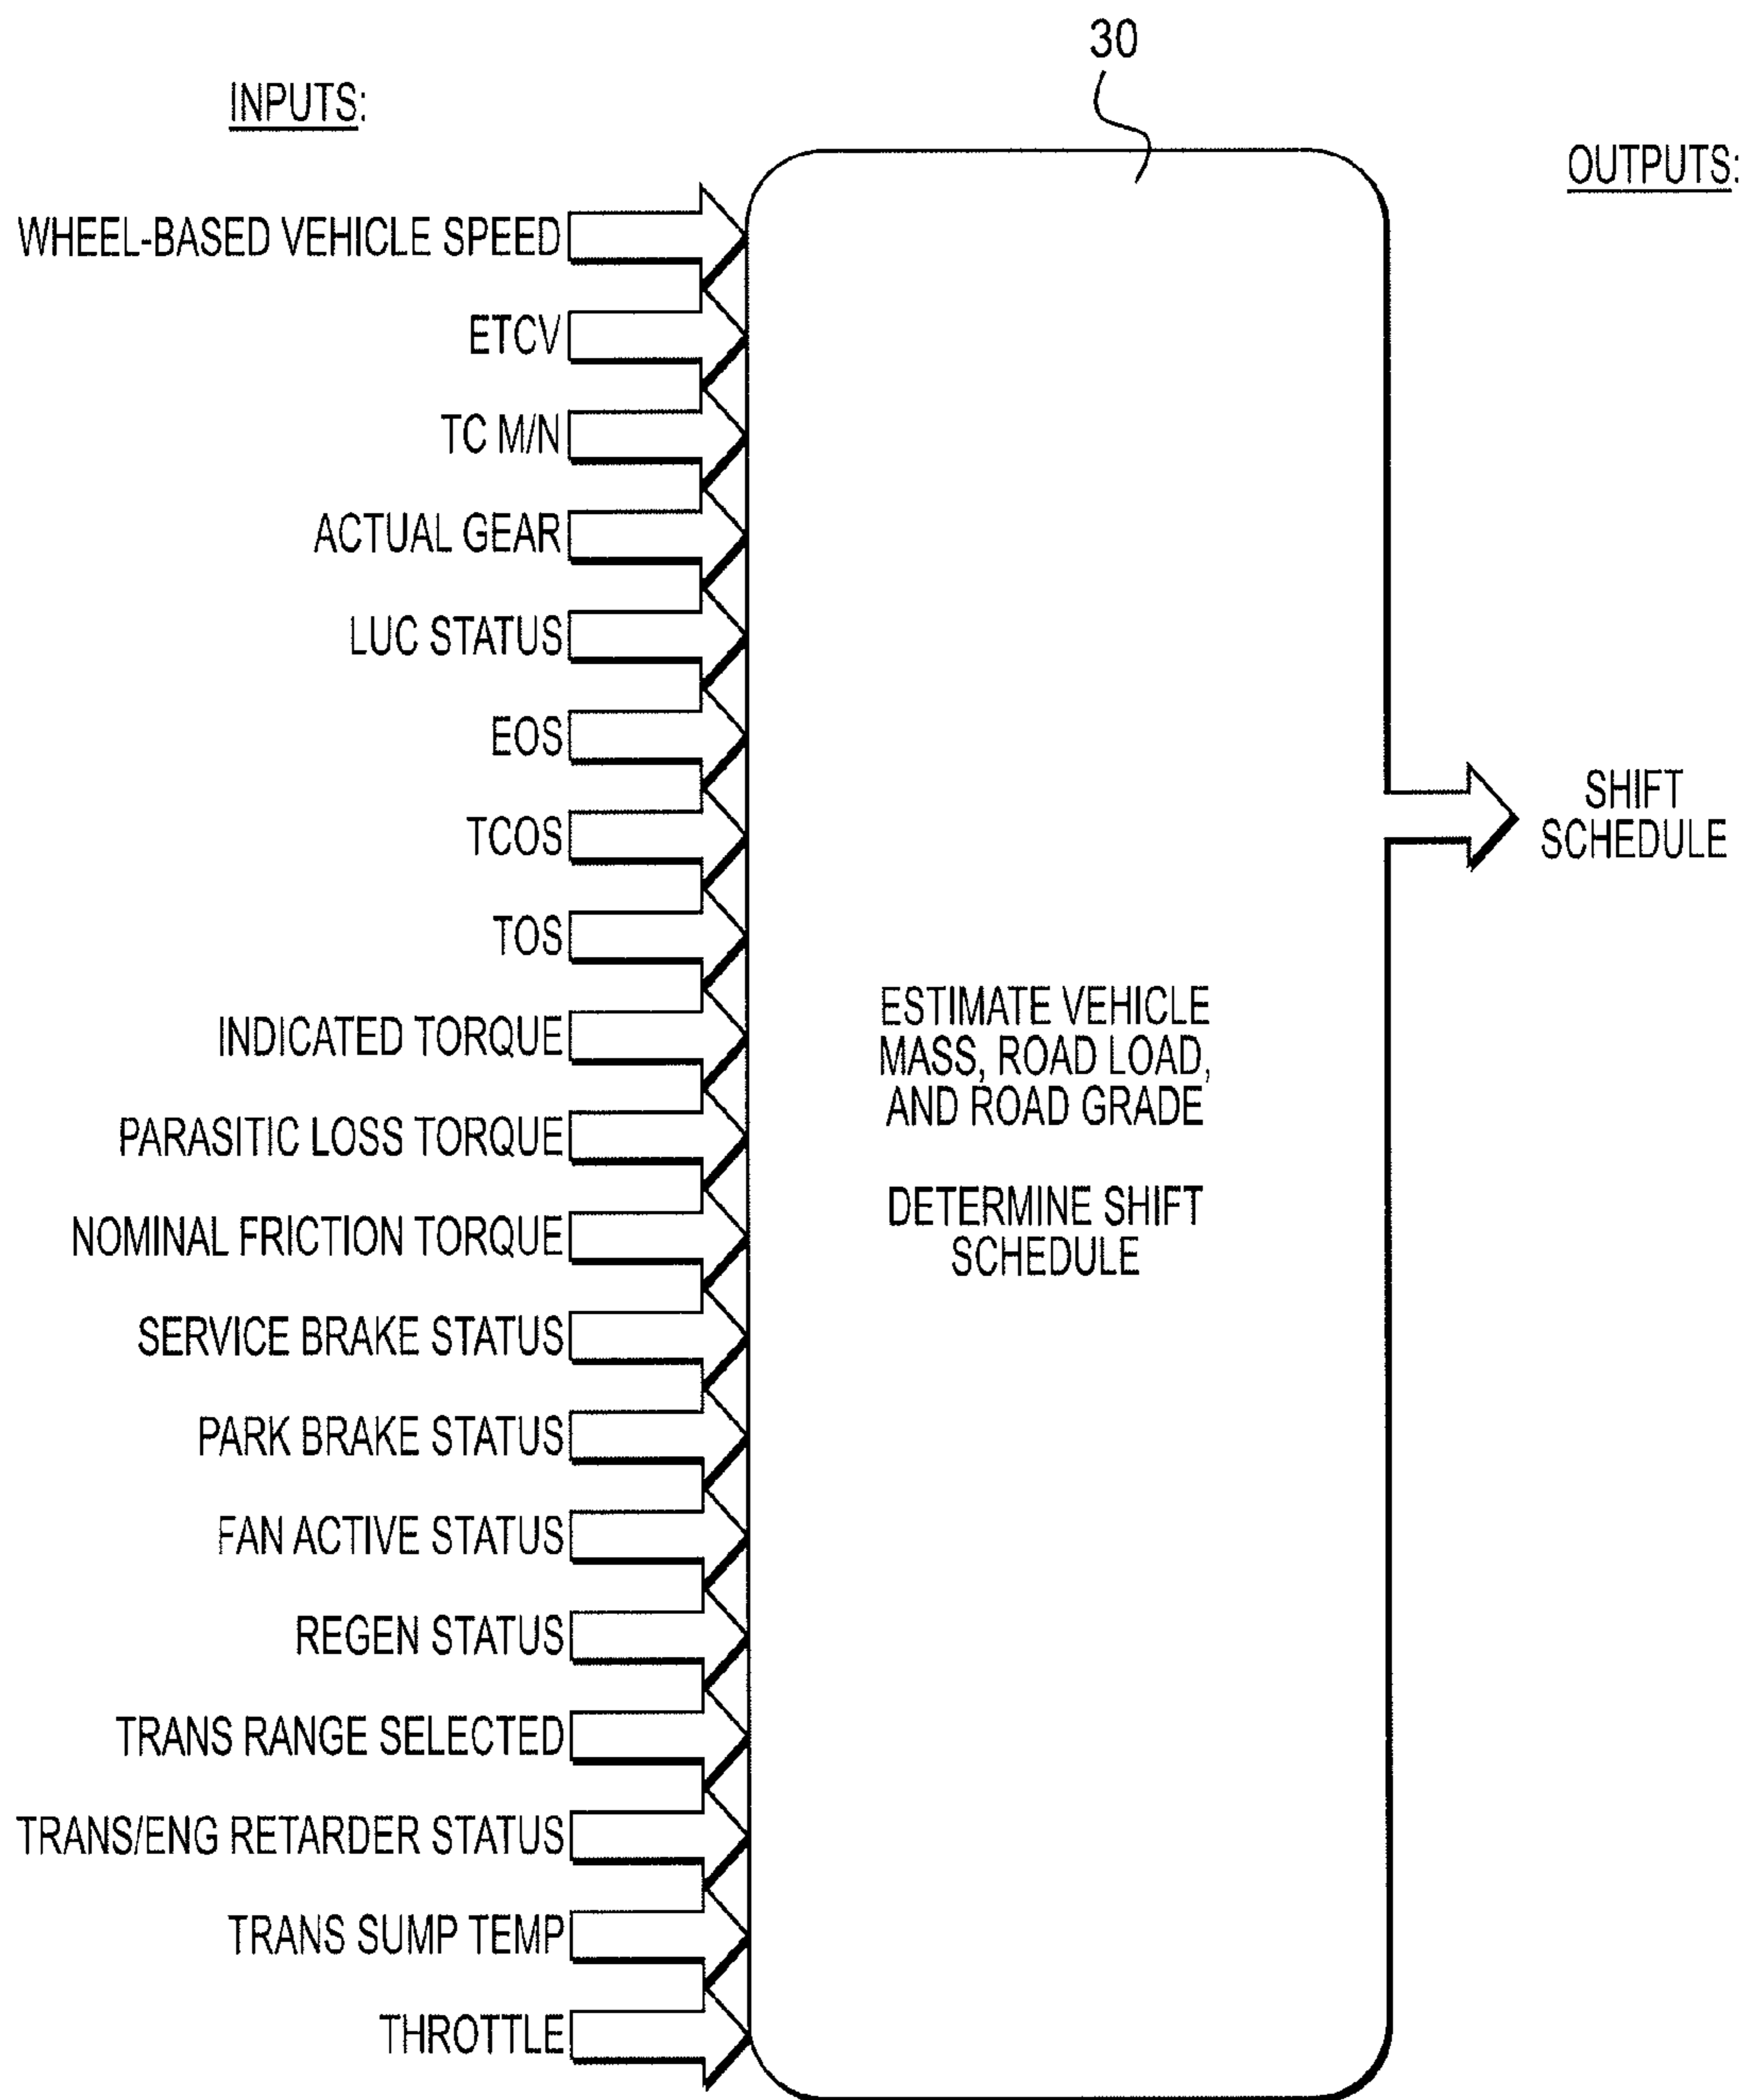 30
INPUTS:
OUTPUTS:
WHEEL-BASED VEHICLE SPEED
ETCV
TC M/N
ACTUAL GEAR
LUC STATUS
EOS
TCOS
TOS
INDICATED TORQUE
PARASITIC LOSS TORQUE
NOMINAL FRICTION TORQUE
SERVICE BRAKE STATUS
PARK BRAKE STATUS
FAN ACTIVE STATUS
REGEN STATUS
TRANS RANGE SELECTED
TRANS/ENG RETARDER STATUS
TRANS SUMP TEMP
THROTTLE
ESTIMATE VEHICLE
MASS, ROAD LOAD,
AND ROAD GRADE
DETERMINE SHIFT
SCHEDULE
SHIFT
SCHEDULE